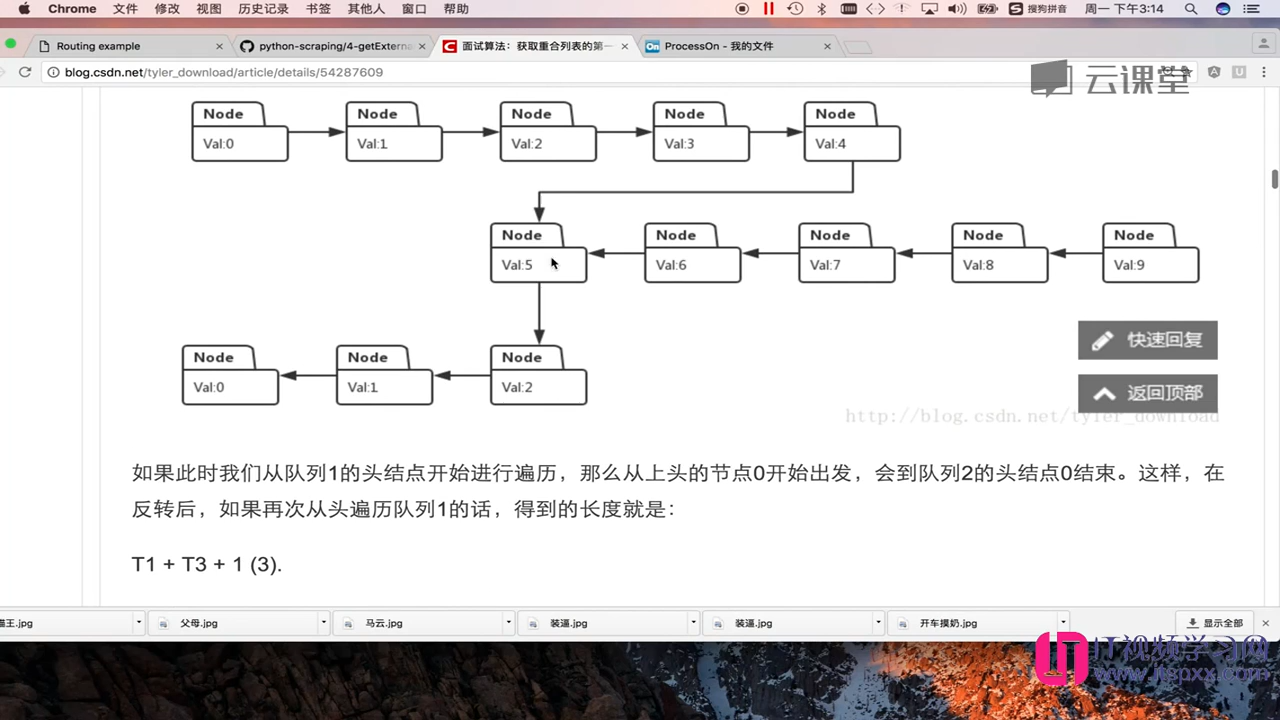 Chrome 文件 修改 视图 历史记录 书签 其他人 窗口 帮助 搜狗拼音 周一 下午3:14
Routing example
python-scraping/4-getExterna
面试算法：获取重合列表的第一
ProcessOn - 我的文件
blog.csdn.net/tyler_download/article/details/54287609
云课堂
Node Node Node Node Node
Val:0 Val:1 Val:2 Val:3 Val:4
Node Node Node Node Node
Val:5 Val:6 Val:7 Val:8 Val:9
快速回复
Node Node Node
Val:0 Val:1 Val:2
返回顶部
http://blog.csdn.net/tyler_download
如果此时我们从队列1的头结点开始进行遍历，那么从上头的节点0开始出发，会到队列2的头结点0结束。这样，在
反转后，如果再次从头遍历队列1的话，得到的长度就是：
T1 + T3 + 1 (3).
猫王.jpg 父母.jpg 马云.jpg 装逼.jpg 装逼.jpg 开车摸奶.jpg 显示全部
IT视频学习网
www.itspxx.com